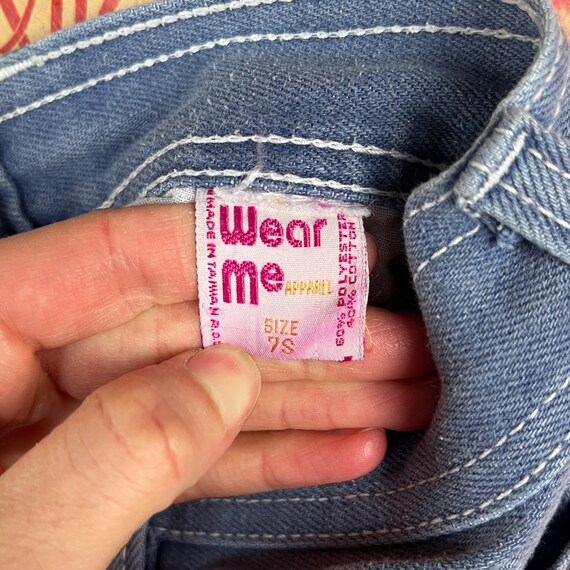 Wear
Me
APPAREL
SIZE
7S
MADE IN TAIWAN R.O.
60% POLYESTER
40% COTTON